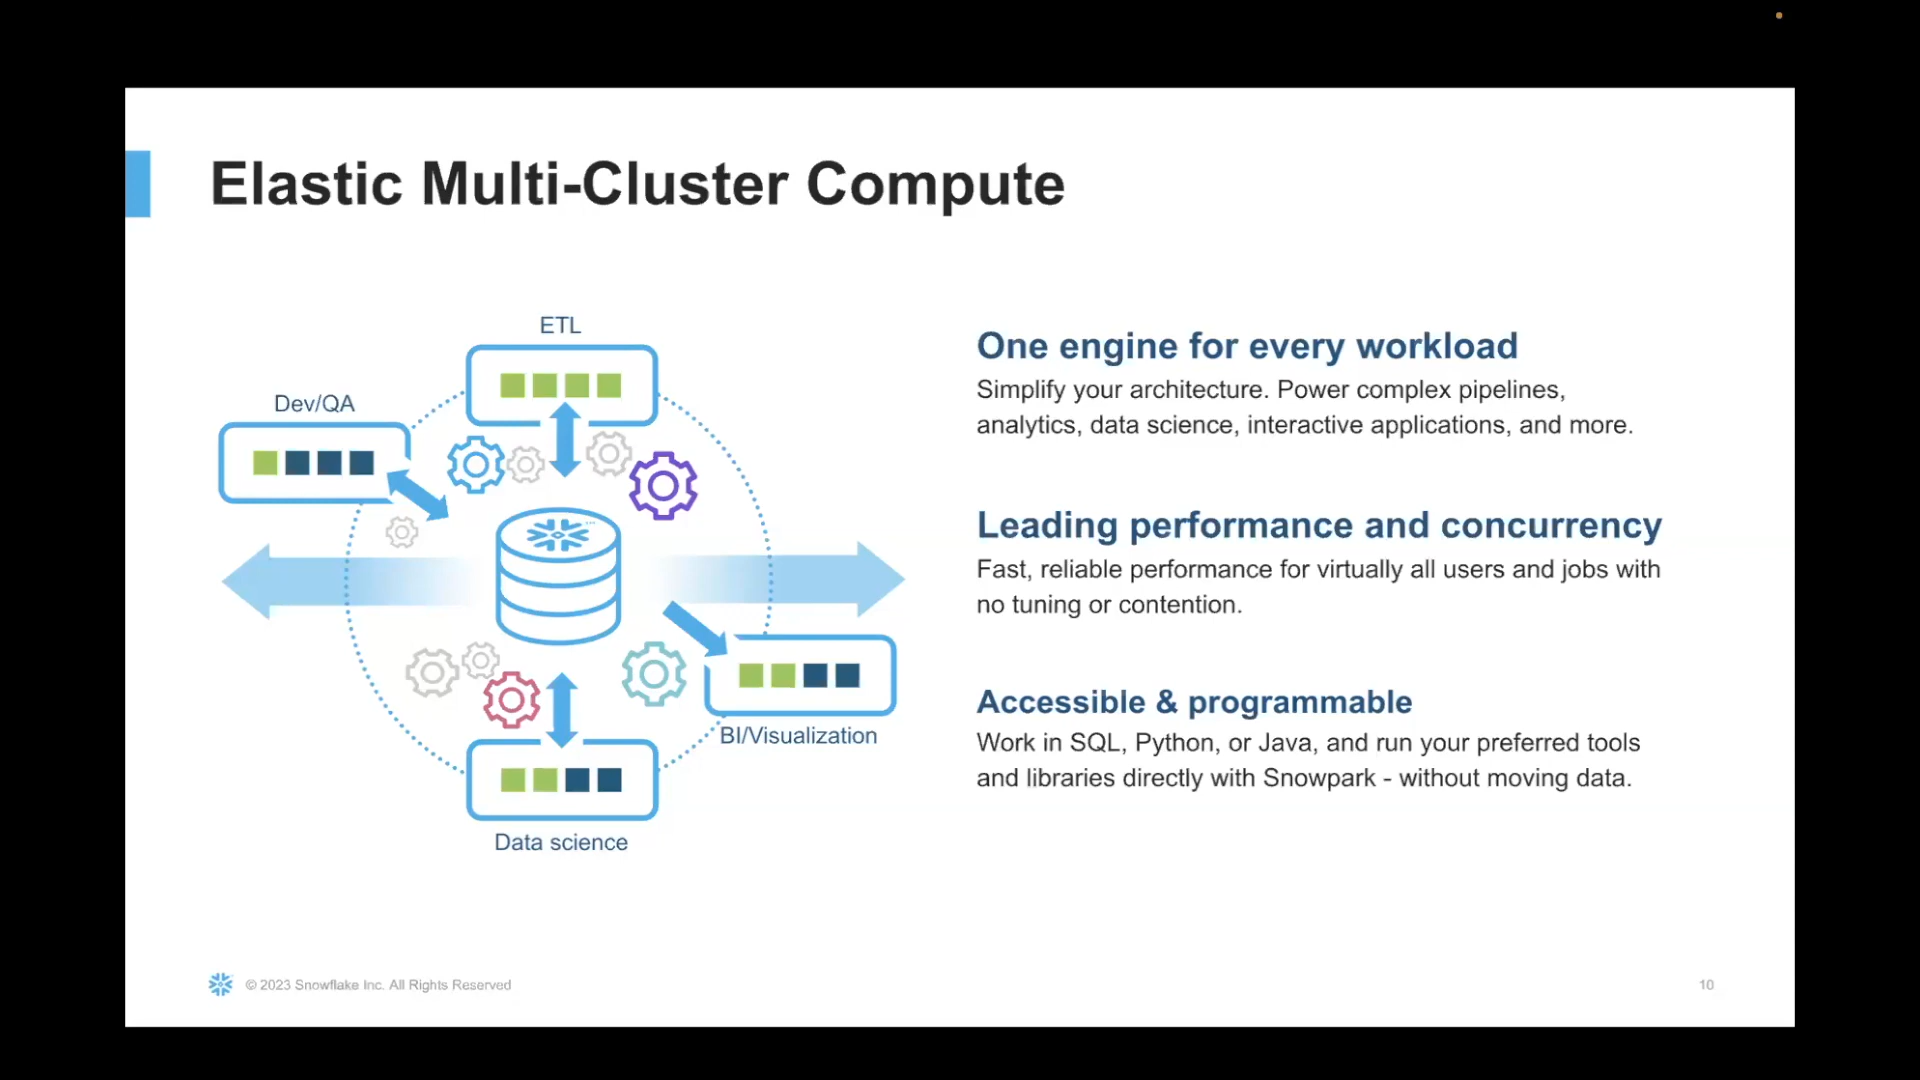 Elastic Multi-Cluster Compute
ETL
Dev/QA
BI/Visualization
Data science
One engine for every workload
Simplify your architecture. Power complex pipelines,
analytics, data science, interactive applications, and more.
Leading performance and concurrency
Fast, reliable performance for virtually all users and jobs with
no tuning or contention.
Accessible & programmable
Work in SQL, Python, or Java, and run your preferred tools
and libraries directly with Snowpark - without moving data.
© 2023 Snowflake Inc. All Rights Reserved
10